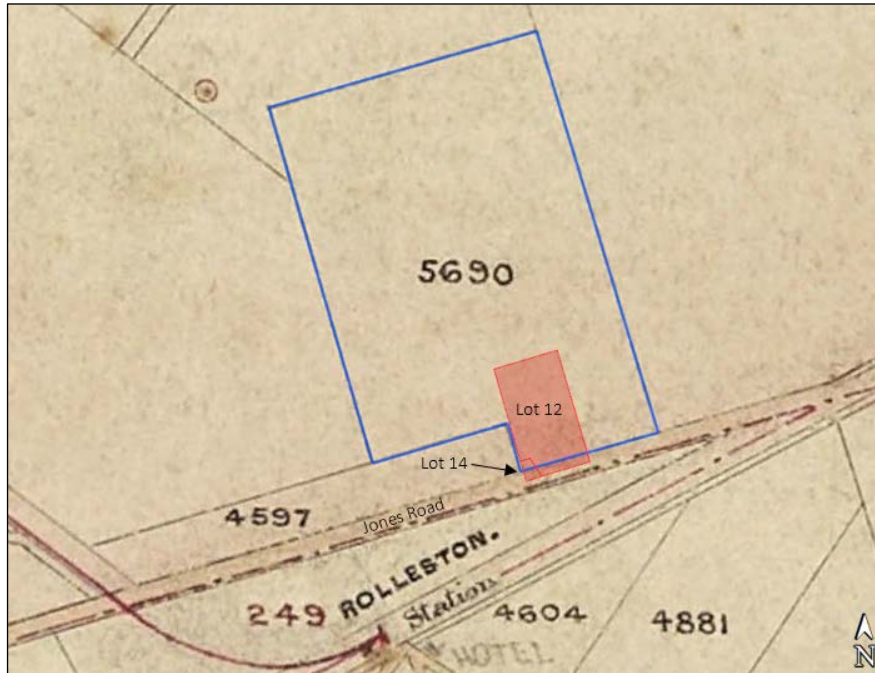 5690
Lot 12
Lot 14
4597
Jones Road
ROLLESTON.
249
Station
4604
4881
HOTEL
N